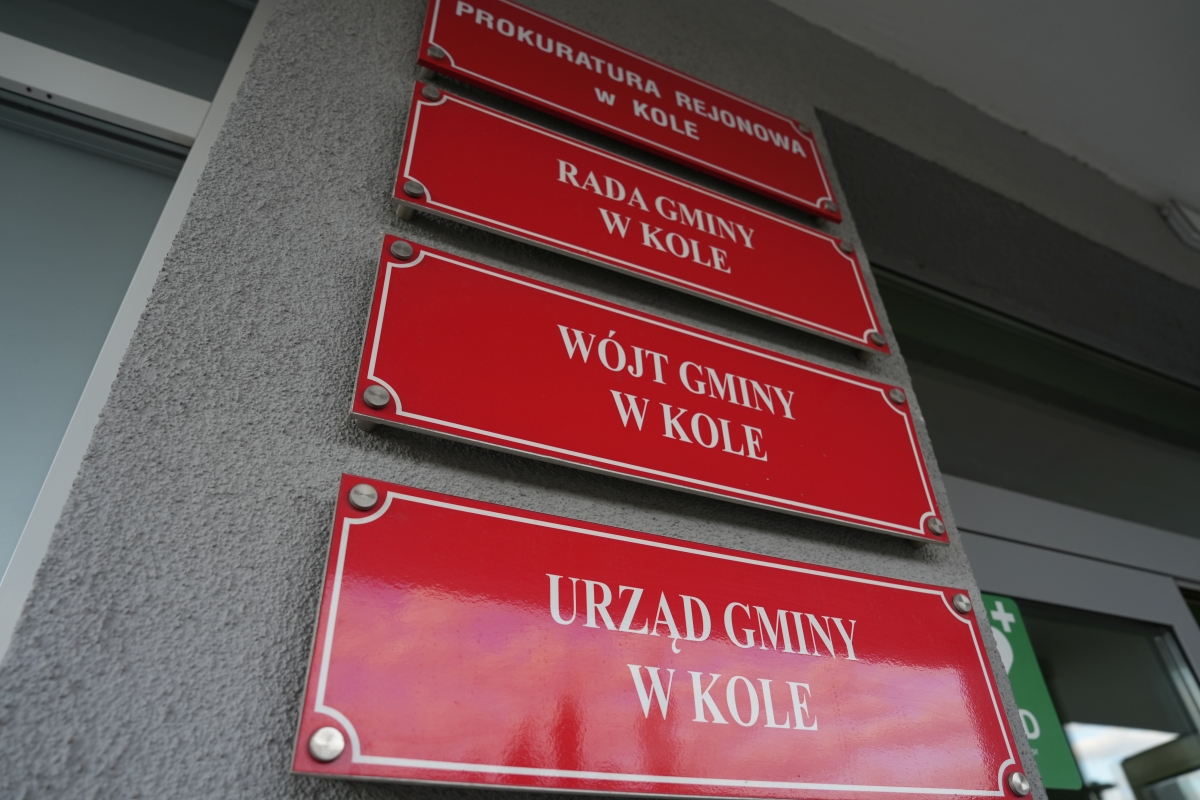 PROKURATURA REJONOWA
w KOLE
RADA GMINY
W KOLE
WÓJT GMINY
W KOLE
URZĄD GMINY
W KOLE